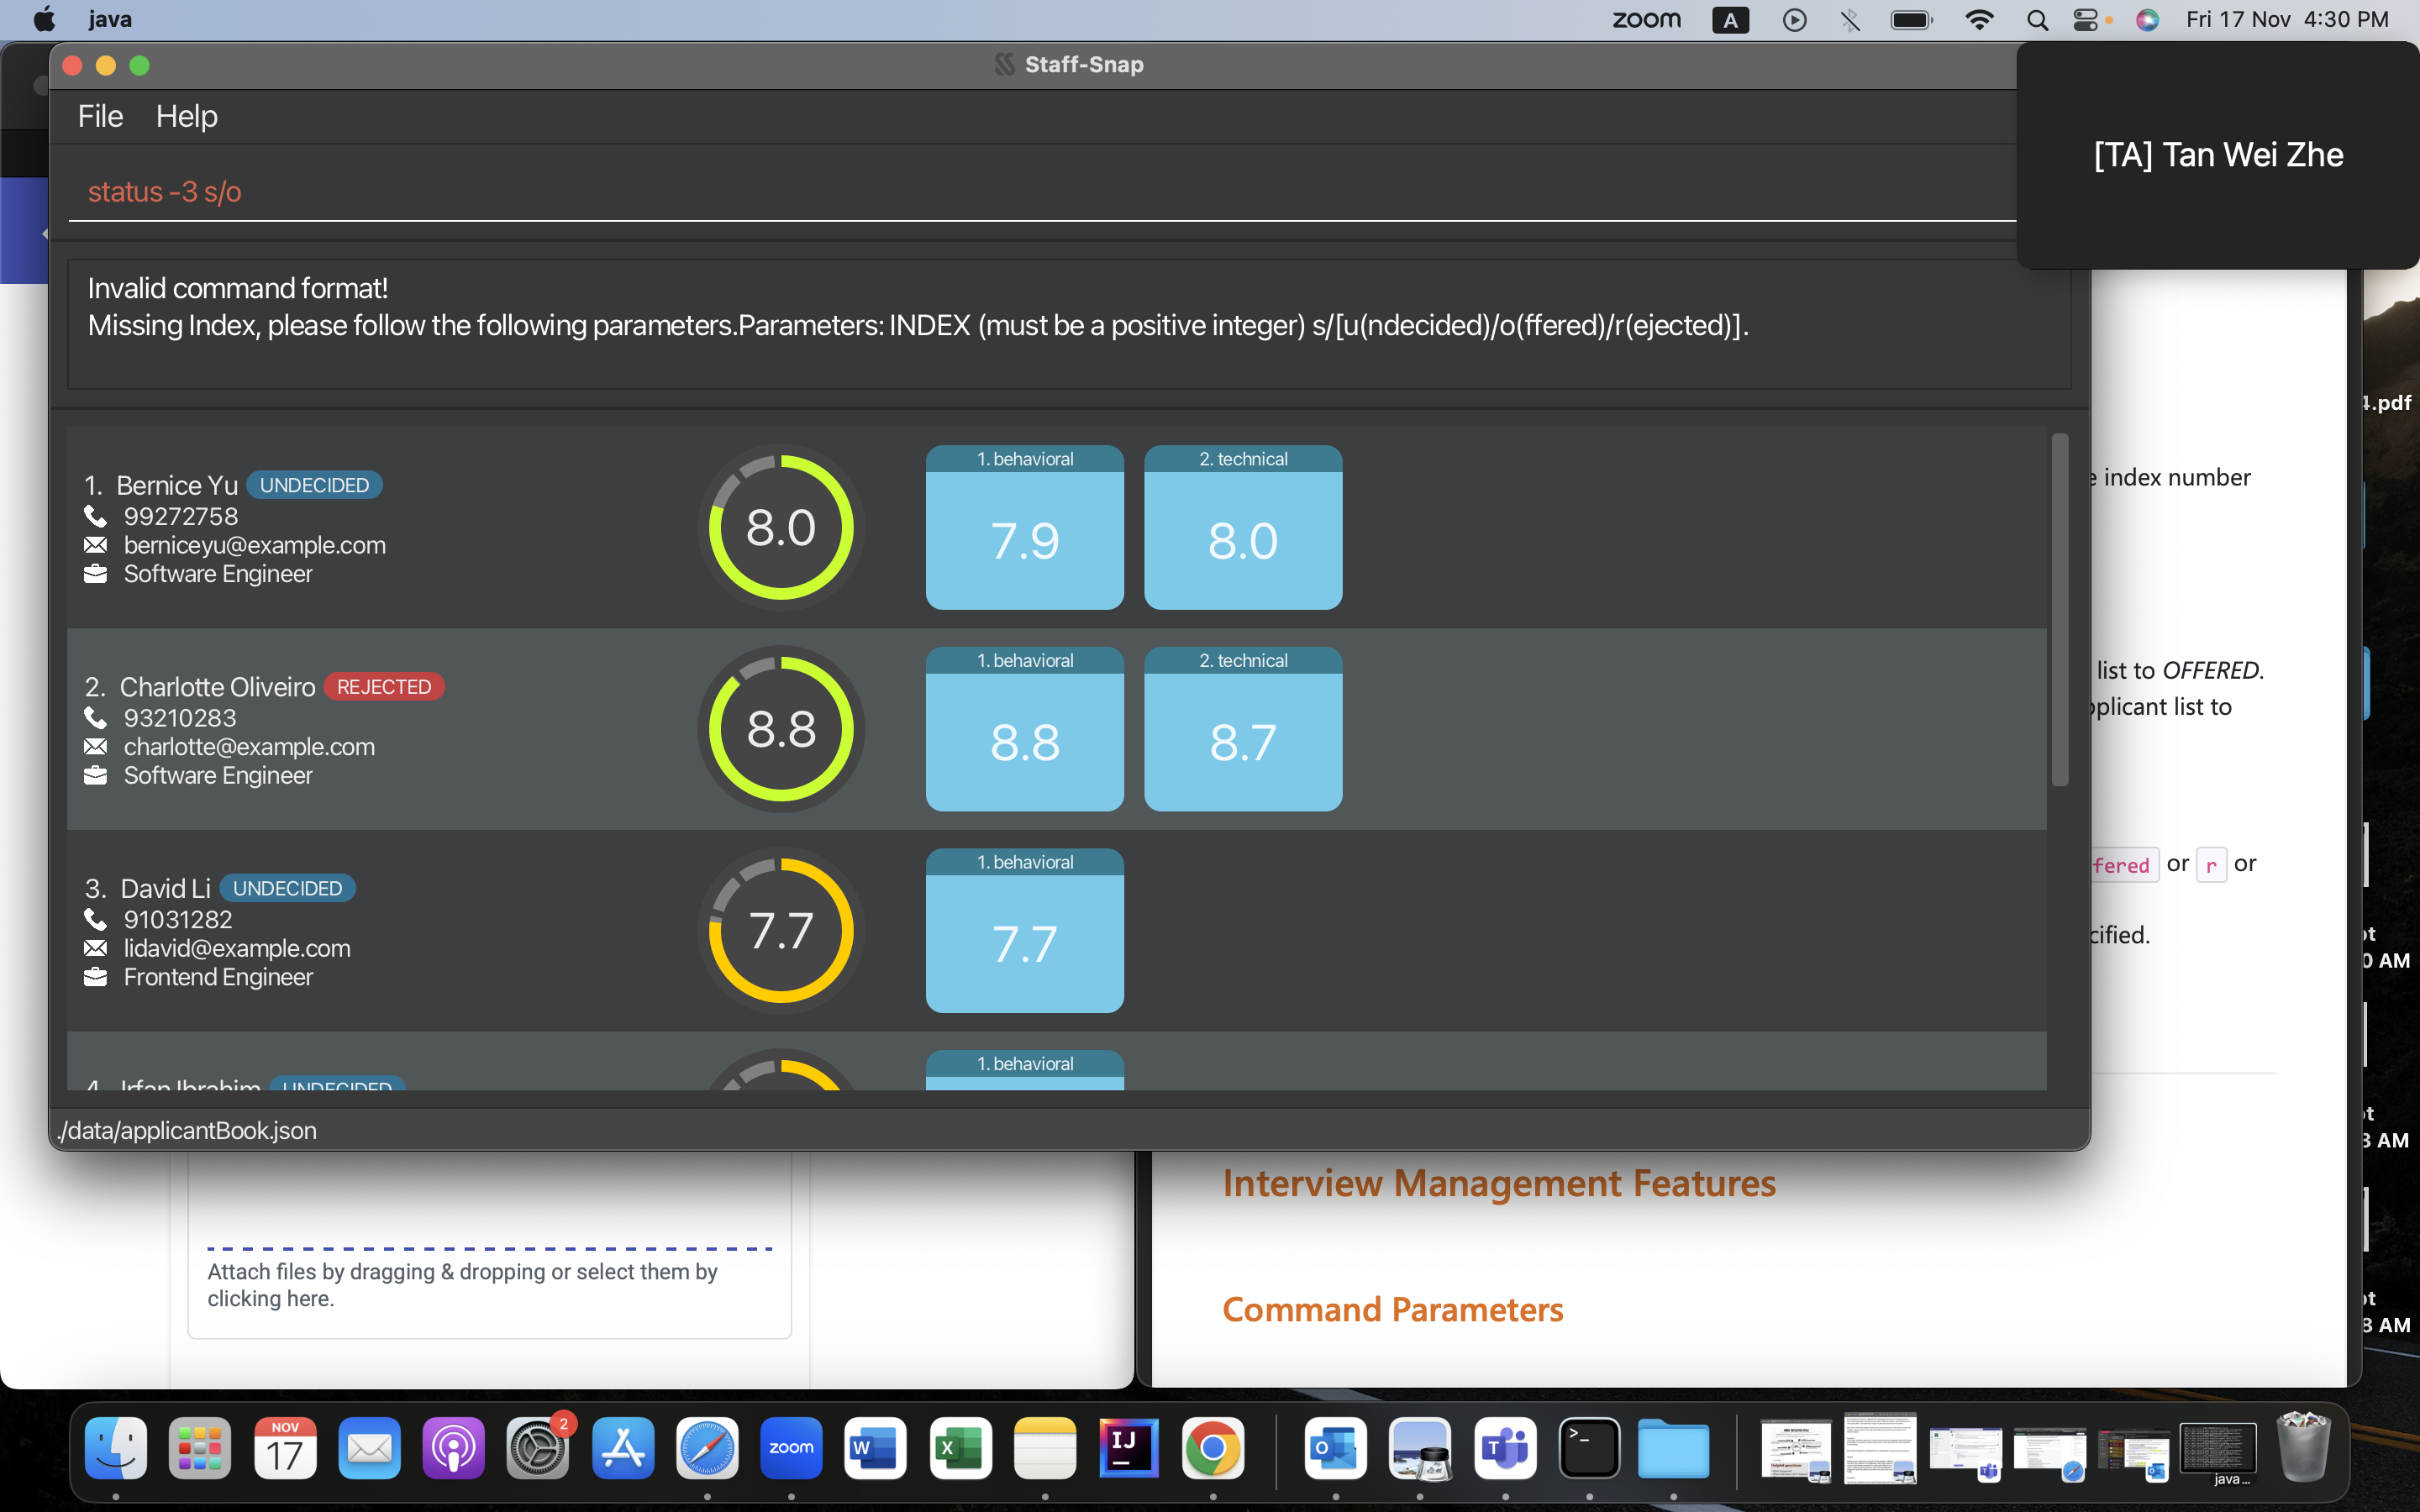 java
zoom
A
Fri 17 Nov 4:30 PM
Staff-Snap
[TA] Tan Wei Zhe
File Help
status -3 s/o
Invalid command format!
Missing Index, please follow the following parameters.Parameters: INDEX (must be a positive integer) s/[u(ndecided)/o(ffered)/r(ejected)].
1. Bernice Yu UNDECIDED
99272758
berniceyu@example.com
Software Engineer
8.0
1. behavioral
7.9
2. technical
8.0
2. Charlotte Oliveiro REJECTED
93210283
charlotte@example.com
Software Engineer
8.8
1. behavioral
8.8
2. technical
8.7
3. David Li UNDECIDED
91031282
lidavid@example.com
Frontend Engineer
7.7
1. behavioral
7.7
4. Irfan Ibrahim UNDECIDED
1. behavioral
./data/applicantBook.json
.pdf
index number
list to OFFERED.
plicant list to
fered or r or
cified.
0 AM
3 AM
8 AM
Attach files by dragging & dropping or select them by
clicking here.
Interview Management Features
Command Parameters
NOV
17
2
zoom
W
X
IJ
O
T
>_
java...